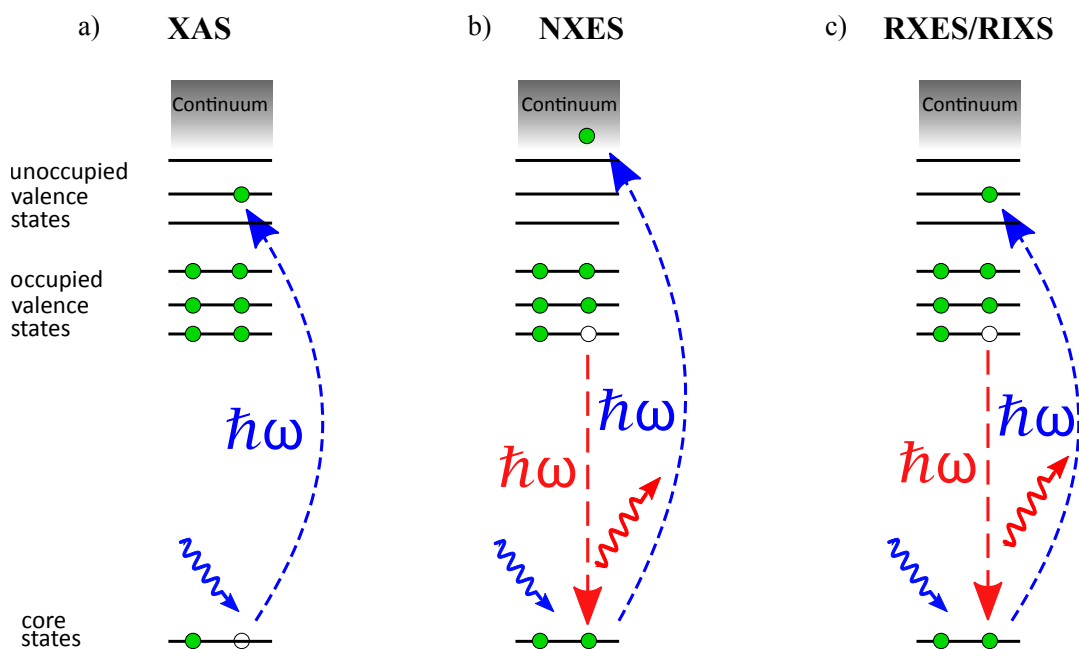 a) XAS
b) NXES
c) RXES/RIXS
Continuum
Continuum
Continuum
unoccupied
valence
states
occupied
valence
states
ħω
ħω
ħω
ħω
ħω
core
states